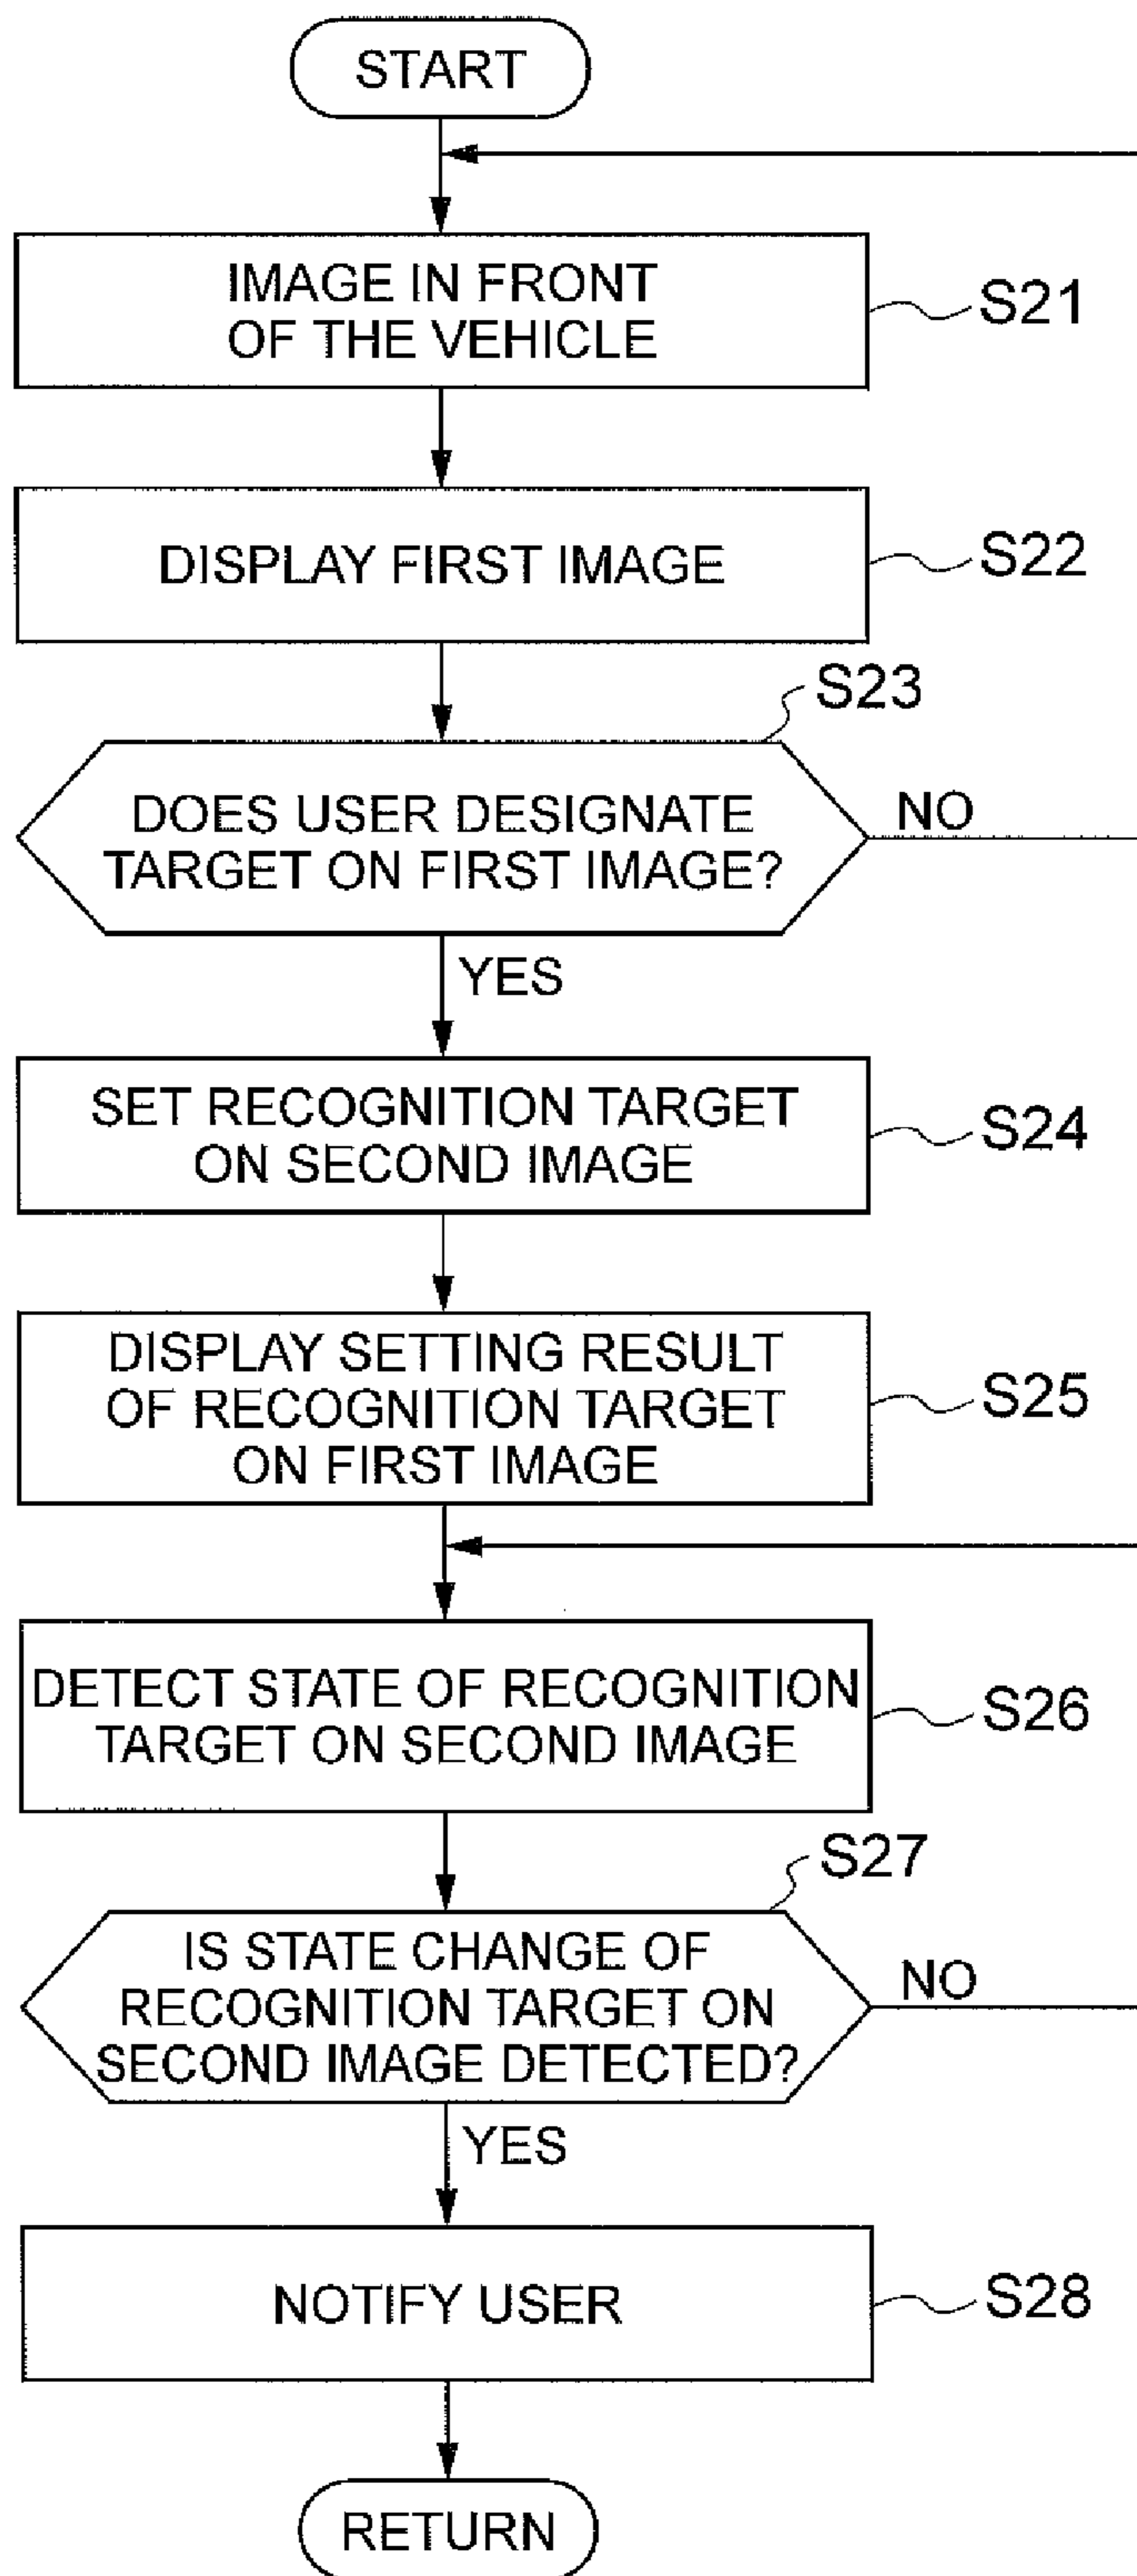 START
IMAGE IN FRONT
OF THE VEHICLE
S21
DISPLAY FIRST IMAGE
S22
S23
DOES USER DESIGNATE
TARGET ON FIRST IMAGE?
NO
YES
SET RECOGNITION TARGET
ON SECOND IMAGE
S24
DISPLAY SETTING RESULT
OF RECOGNITION TARGET
ON FIRST IMAGE
S25
DETECT STATE OF RECOGNITION
TARGET ON SECOND IMAGE
S26
S27
IS STATE CHANGE OF
RECOGNITION TARGET ON
SECOND IMAGE DETECTED?
NO
YES
NOTIFY USER
S28
RETURN